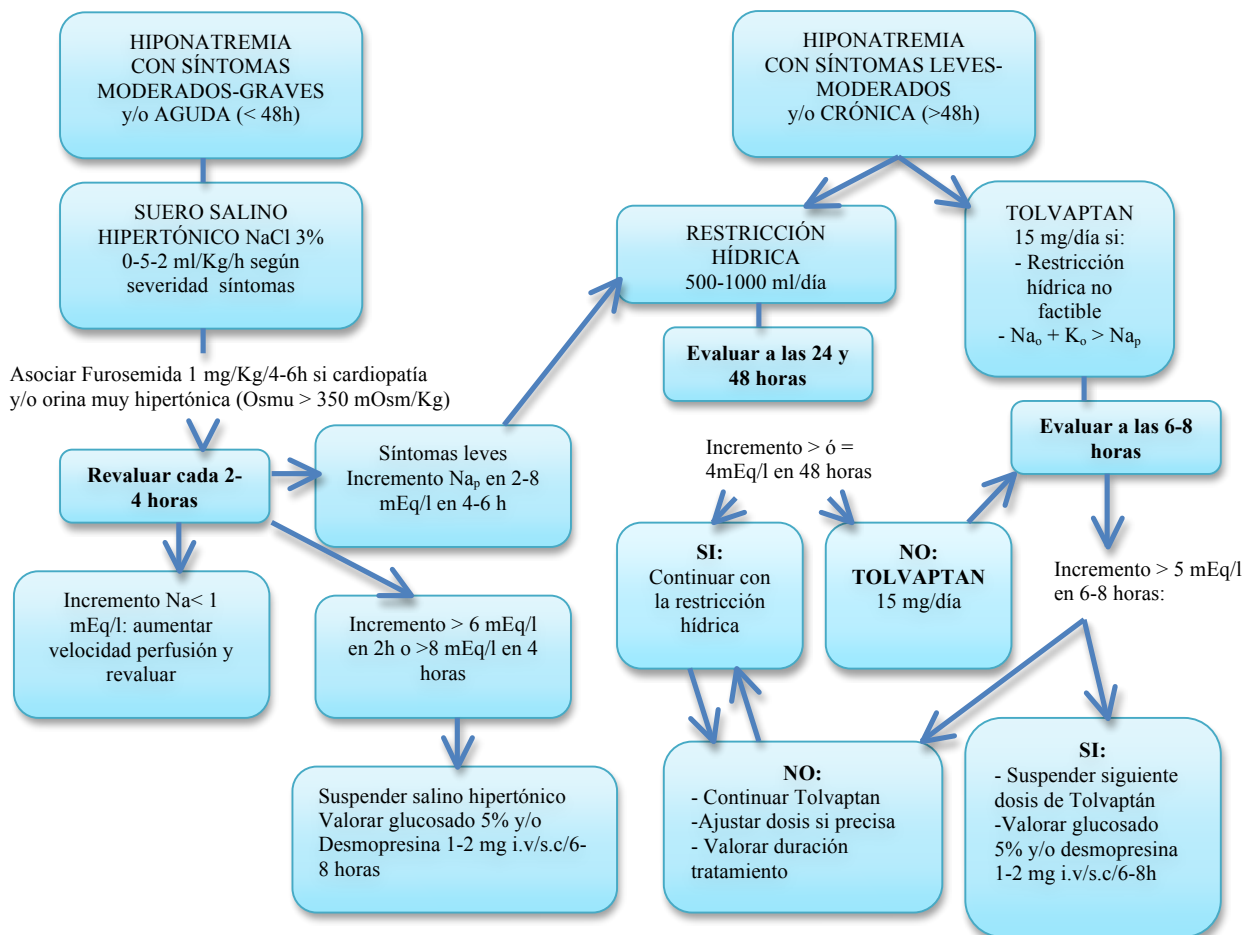 HIPONATREMIA
CON SÍNTOMAS
MODERADOS-GRAVES
y/o AGUDA (< 48h)
SUERO SALINO
HIPERTÓNICO NaCl 3%
0-5-2 ml/Kg/h según
severidad síntomas
Asociar Furosemida 1 mg/Kg/4-6h si cardiopatía
y/o orina muy hipertónica (Osmu > 350 mOsm/Kg)
Revaluar cada 2-
4 horas
Síntomas leves
Incremento Nap en 2-8
mEq/l en 4-6 h
Incremento Na< 1
mEq/l: aumentar
velocidad perfusión y
revaluar
Incremento > 6 mEq/l
en 2h o >8 mEq/l en 4
horas
Suspender salino hipertónico
Valorar glucosado 5% y/o
Desmopresina 1-2 mg i.v/s.c/6-
8 horas
HIPONATREMIA
CON SÍNTOMAS LEVES-
MODERADOS
y/o CRÓNICA (>48h)
RESTRICCIÓN
HÍDRICA
500-1000 ml/día
Evaluar a las 24 y
48 horas
Incremento > ó =
4mEq/l en 48 horas
SI:
Continuar con
la restricción
hídrica
NO:
TOLVAPTAN
15 mg/día
TOLVAPTAN
15 mg/día si:
- Restricción
hídrica no
factible
- Nao + Ko > Nap
Evaluar a las 6-8
horas
Incremento > 5 mEq/l
en 6-8 horas:
NO:
- Continuar Tolvaptan
-Ajustar dosis si precisa
- Valorar duración
tratamiento
SI:
- Suspender siguiente
dosis de Tolvaptán
-Valorar glucosado
5% y/o desmopresina
1-2 mg i.v/s.c/6-8h